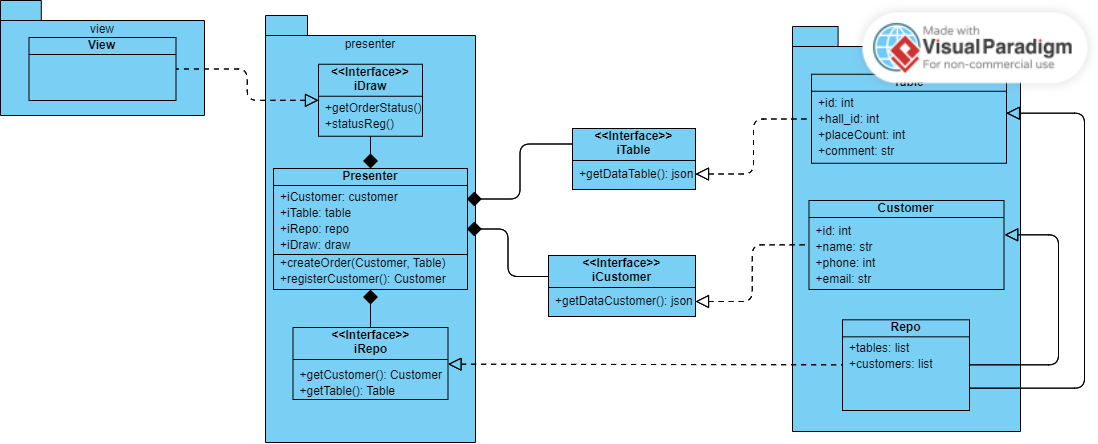 view
View
presenter
<<Interface>>
iDraw
+getOrderStatus()
+statusReg()
Presenter
+iCustomer: customer
+iTable: table
+iRepo: repo
+iDraw: draw
+createOrder(Customer, Table)
+registerCustomer(): Customer
<<Interface>>
iRepo
+getCustomer(): Customer
+getTable(): Table
<<Interface>>
iTable
+getDataTable(): json
<<Interface>>
iCustomer
+getDataCustomer(): json
Made with
Visual Paradigm
For non-commercial use
Table
+id: int
+hall_id: int
+placeCount: int
+comment: str
Customer
+id: int
+name: str
+phone: int
+email: str
Repo
+tables: list
+customers: list